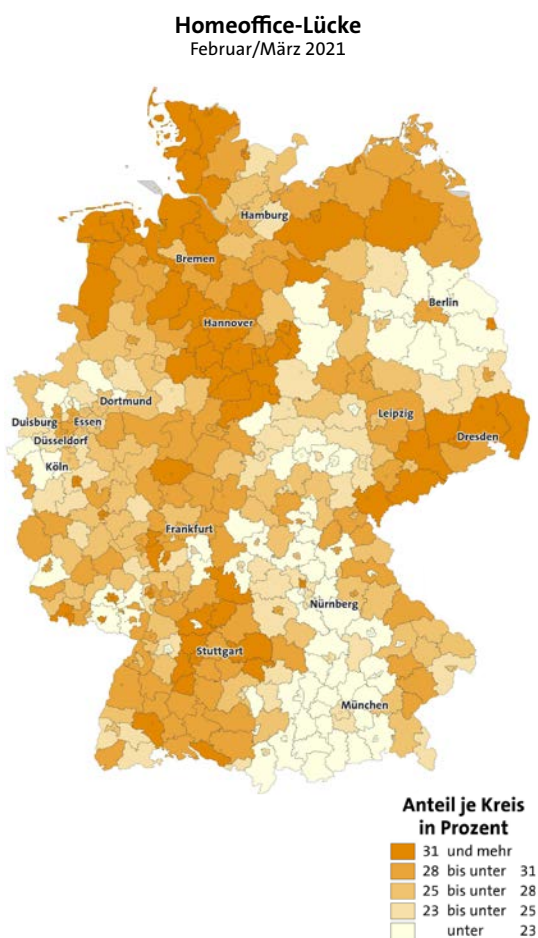 Homeoffice-Lücke
Februar/März 2021
Hamburg
Bremen
Berlin
Hannover
Dortmund
Duisburg Essen
Leipzig
Düsseldorf
Dresden
Köln
Frankfurt
Nürnberg
Stuttgart
München
Anteil je Kreis
in Prozent
31 und mehr
28 bis unter 31
25 bis unter 28
23 bis unter 25
unter 23